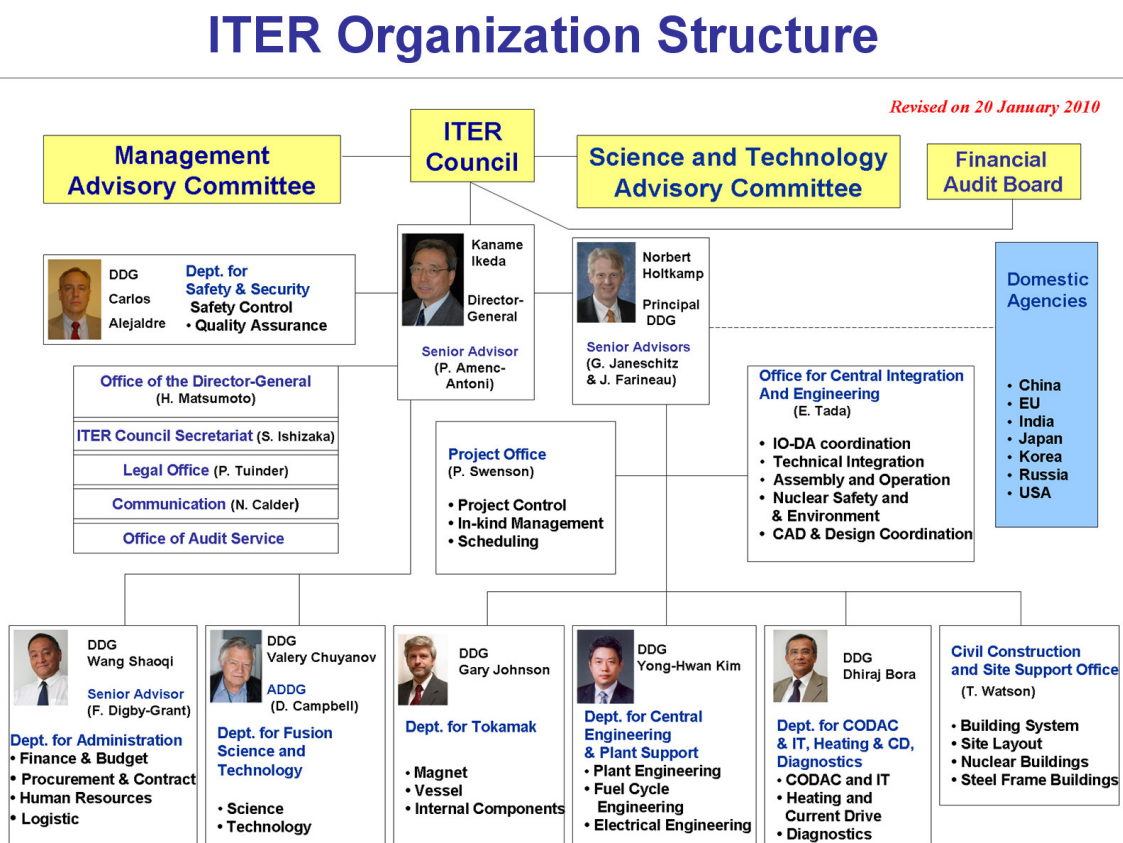 ITER Organization Structure
Revised on 20 January 2010
ITER
Council
Management
Advisory Committee
Science and Technology
Advisory Committee
Financial
Audit Board
DDG
Carlos
Alejaldre
Dept. for
Safety & Security
Safety Control
• Quality Assurance
Kaname
Ikeda
Director-
General
Senior Advisor
(P. Amenc-
Antoni)
Norbert
Holtkamp
Principal
DDG
Senior Advisors
(G. Janeschitz
& J. Farineau)
Domestic
Agencies
• China
• EU
• India
• Japan
• Korea
• Russia
• USA
Office of the Director-General
(H. Matsumoto)
ITER Council Secretariat (S. Ishizaka)
Legal Office (P. Tuinder)
Communication (N. Calder)
Office of Audit Service
Project Office
(P. Swenson)
• Project Control
• In-kind Management
• Scheduling
Office for Central Integration
And Engineering
(E. Tada)
• IO-DA coordination
• Technical Integration
• Assembly and Operation
• Nuclear Safety and
& Environment
• CAD & Design Coordination
DDG
Wang Shaoqi
Senior Advisor
(F. Digby-Grant)
Dept. for Administration
• Finance & Budget
• Procurement & Contract
• Human Resources
• Logistic
DDG
Valery Chuyanov
ADDG
(D. Campbell)
Dept. for Fusion
Science and
Technology
• Science
• Technology
DDG
Gary Johnson
Dept. for Tokamak
• Magnet
• Vessel
• Internal Components
DDG
Yong-Hwan Kim
Dept. for Central
Engineering
& Plant Support
• Plant Engineering
• Fuel Cycle
Engineering
• Electrical Engineering
DDG
Dhiraj Bora
Dept. for CODAC
& IT, Heating & CD,
Diagnostics
• CODAC and IT
• Heating and
Current Drive
• Diagnostics
Civil Construction
and Site Support Office
(T. Watson)
• Building System
• Site Layout
• Nuclear Buildings
• Steel Frame Buildings